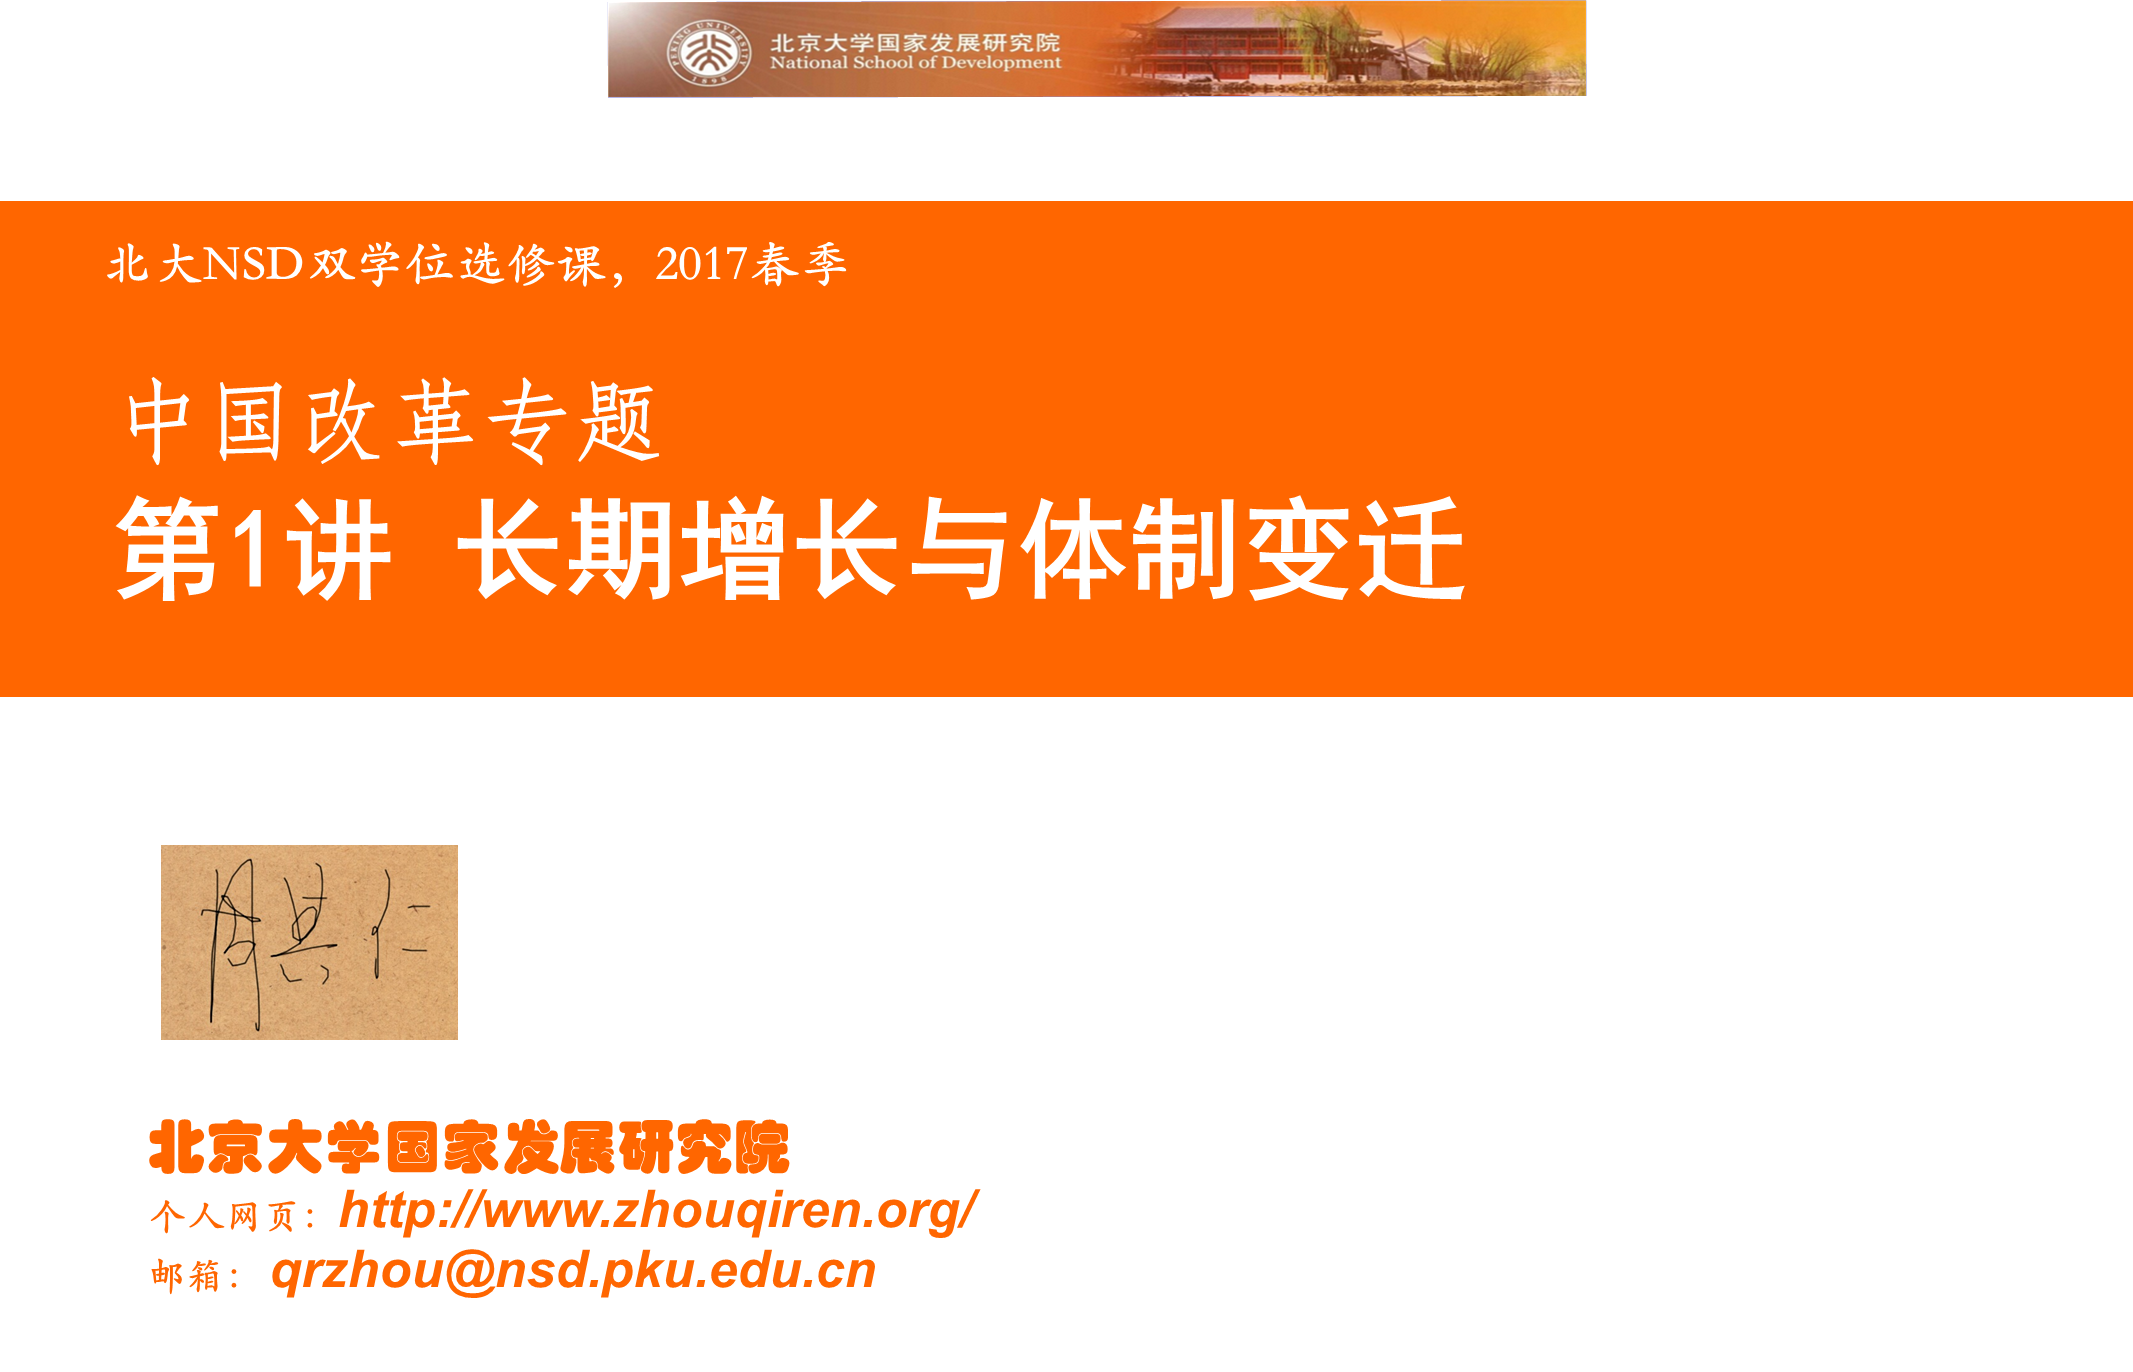 北京大学国家发展研究院
National School of Development
PEKING UNIVERSITY
1898
北大NSD双学位选修课，2017春季
中国改革专题
第1讲 长期增长与体制变迁
周其仁
北京大学国家发展研究院
个人网页：http://www.zhouqiren.org/
邮箱： qrzhou@nsd.pku.edu.cn